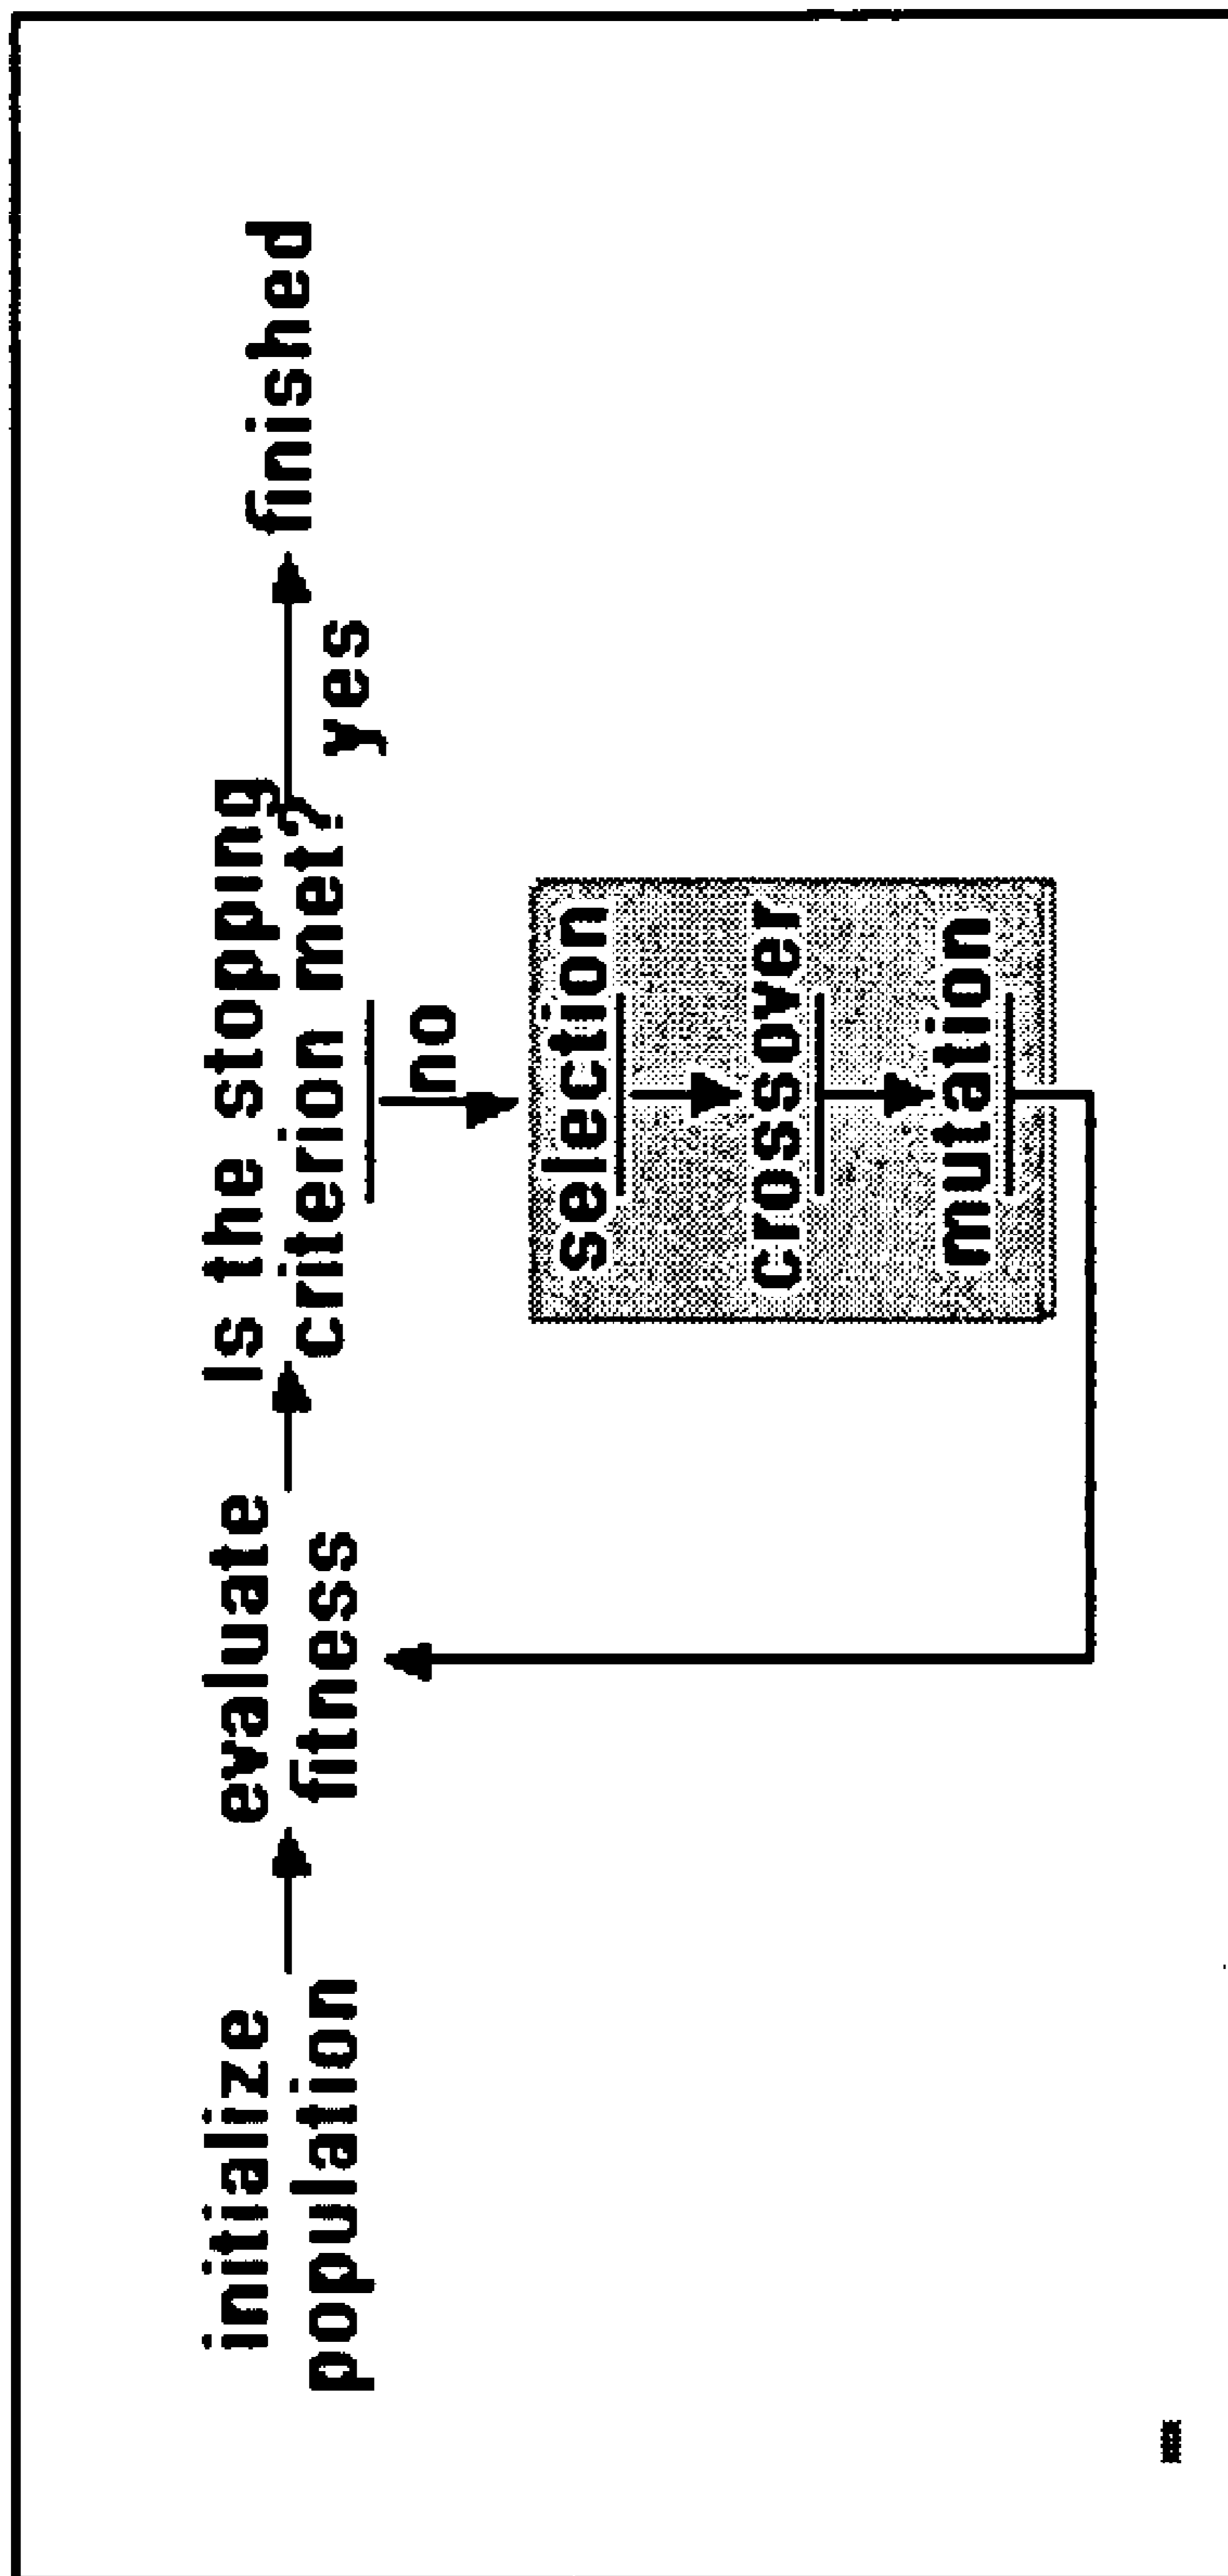 initialize
population
evaluate
fitness
Is the stopping
criterion met?
yes
finished
no
selection
crossover
mutation